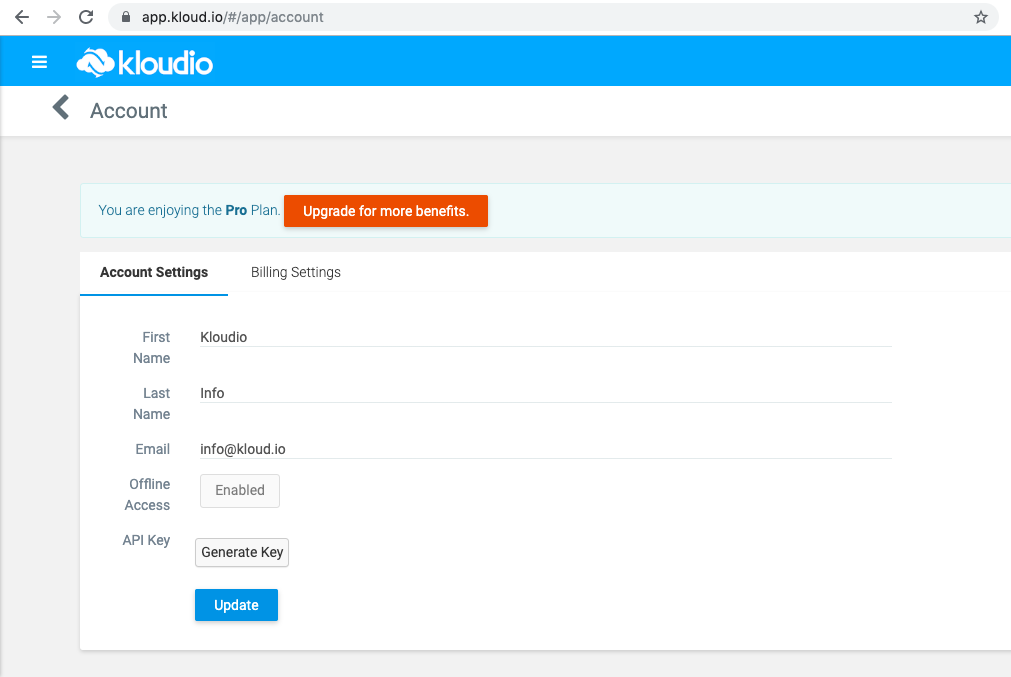 app.kloud.io/#/app/account
kloudio
Account
You are enjoying the Pro Plan. Upgrade for more benefits.
Account Settings Billing Settings
First Name Kloudio
Last Name Info
Email info@kloud.io
Offline Access Enabled
API Key Generate Key
Update